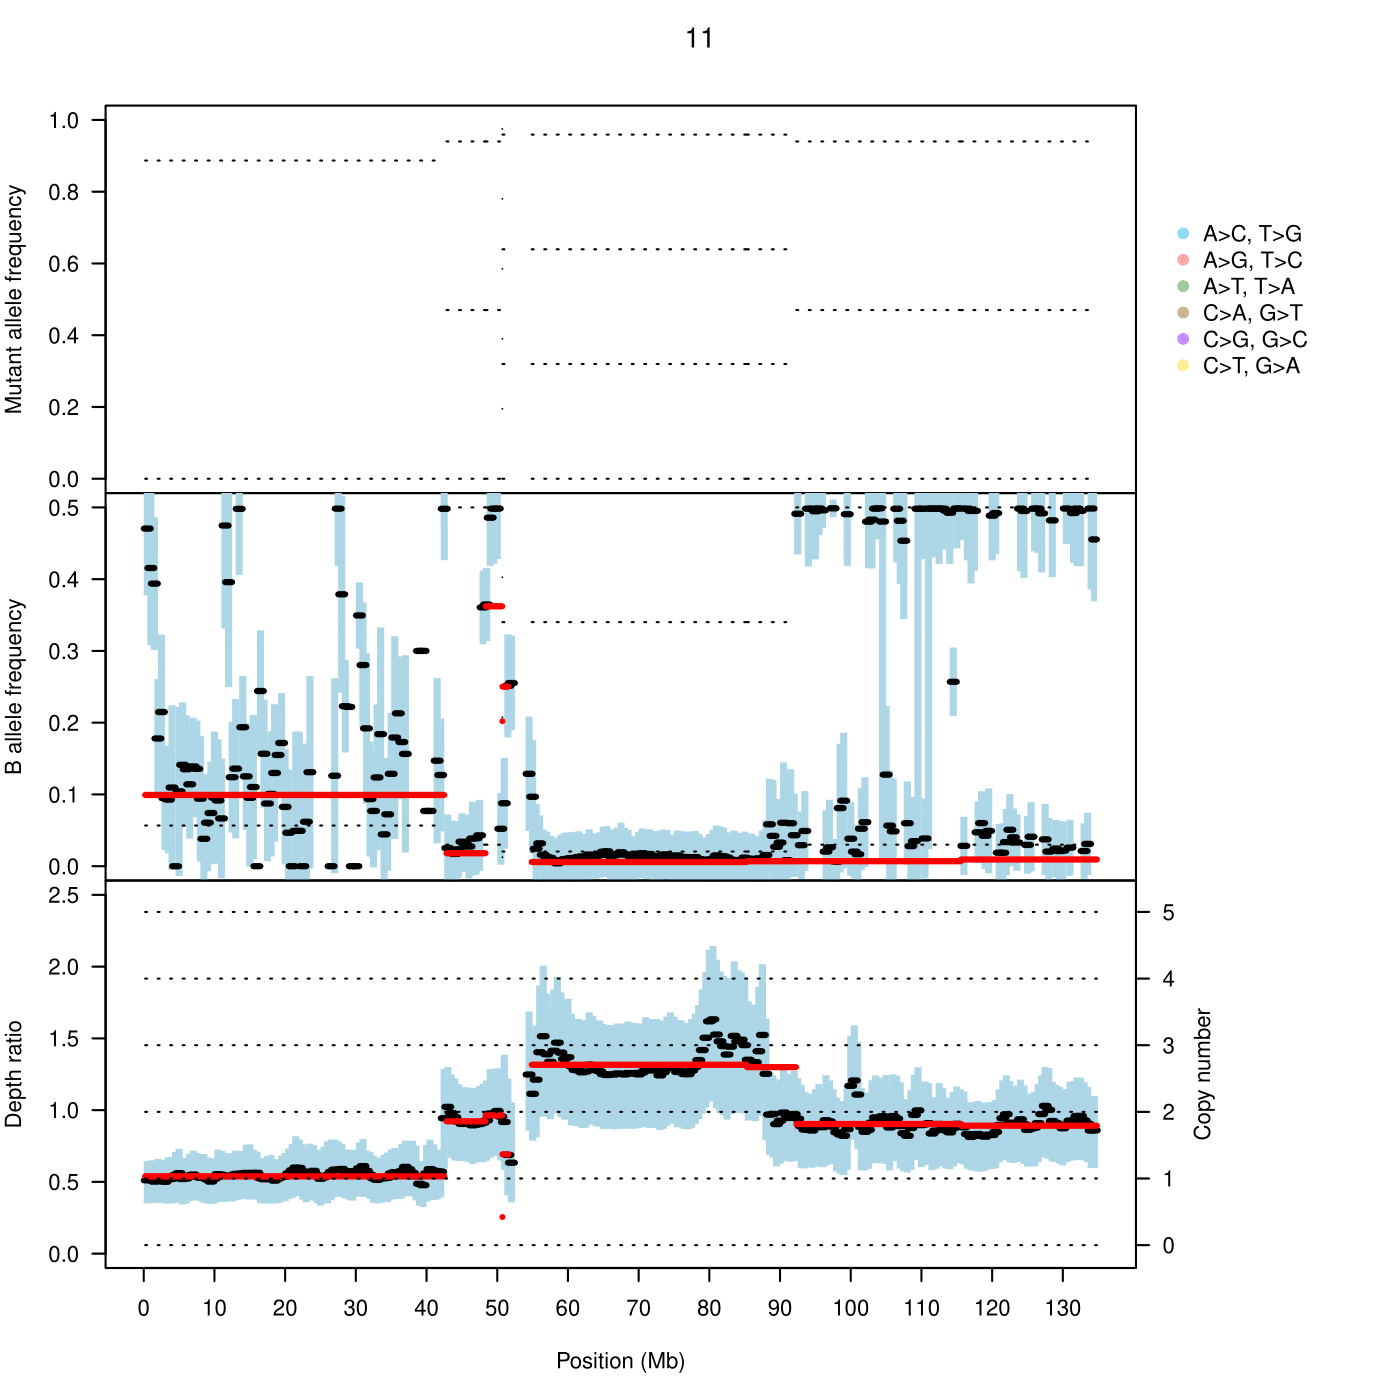 11
Mutant allele frequency
1.0
0.8
0.6
0.4
0.2
0.0
A>C, T>G
A>G, T>C
A>T, T>A
C>A, G>T
C>G, G>C
C>T, G>A
B allele frequency
0.5
0.4
0.3
0.2
0.1
0.0
Depth ratio
2.5
2.0
1.5
1.0
0.5
0.0
5
4
3
2
1
0
Copy number
0 10 20 30 40 50 60 70 80 90 100 110 120 130
Position (Mb)